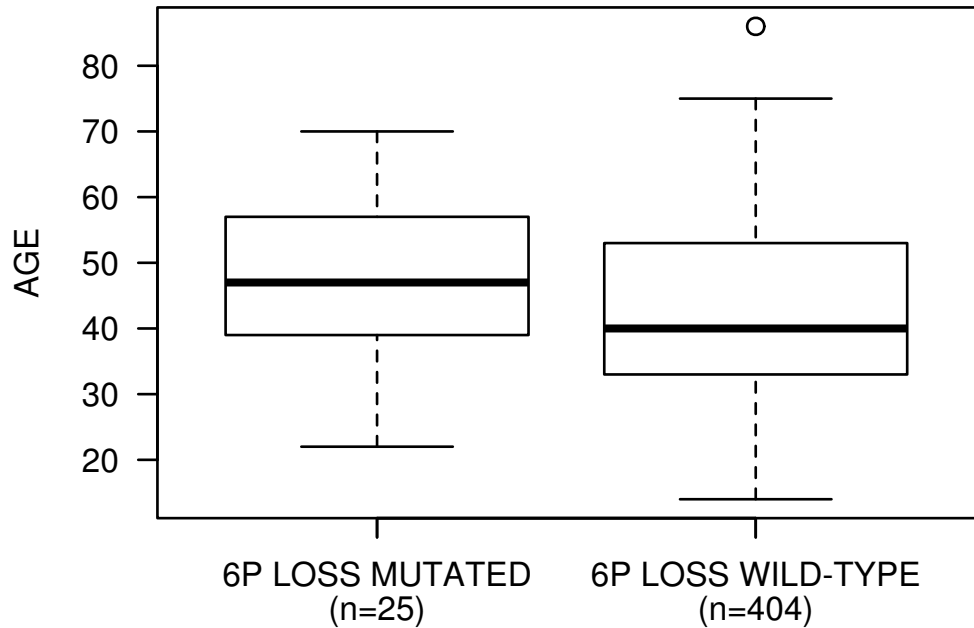 AGE
80
70
60
50
40
30
20
6P LOSS MUTATED
(n=25)
6P LOSS WILD-TYPE
(n=404)